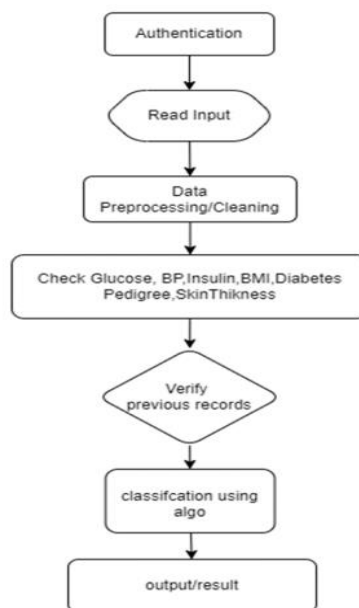 Authentication
Read Input
Data
Preprocessing/Cleaning
Check Glucose, BP,Insulin,BMI,Diabetes
Pedigree,SkinThikness
Verify
previous records
classifcation using
algo
output/result